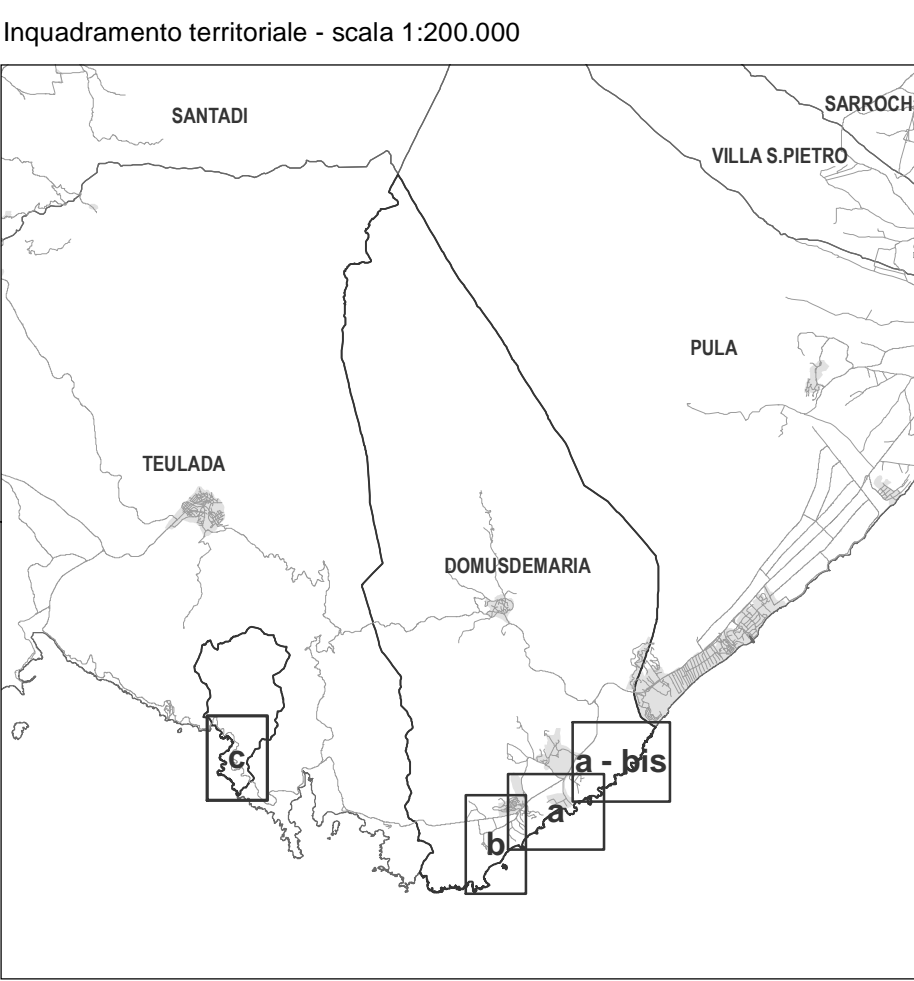 Inquadramento territoriale - scala 1:200.000
SARROCH
SANTADI
VILLA S.PIETRO
PULA
TEULADA
DOMUSDEMARIA
a - bis
c
a
b